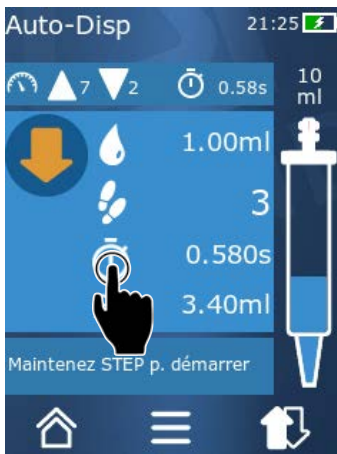 Auto-Disp 21:25
7 2 0.58s
10
ml
1.00ml
3
0.580s
3.40ml
Maintenez STEP p. démarrer